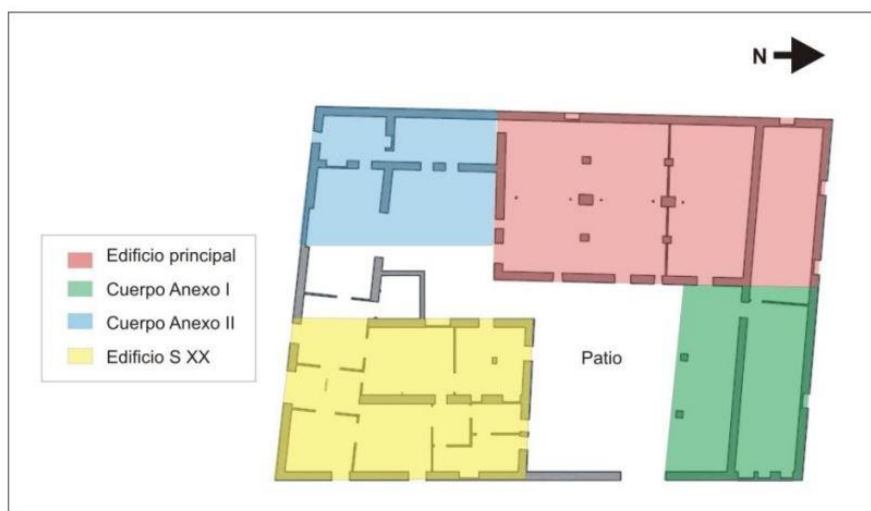 N
Edificio principal
Cuerpo Anexo I
Cuerpo Anexo II
Edificio S XX
Patio